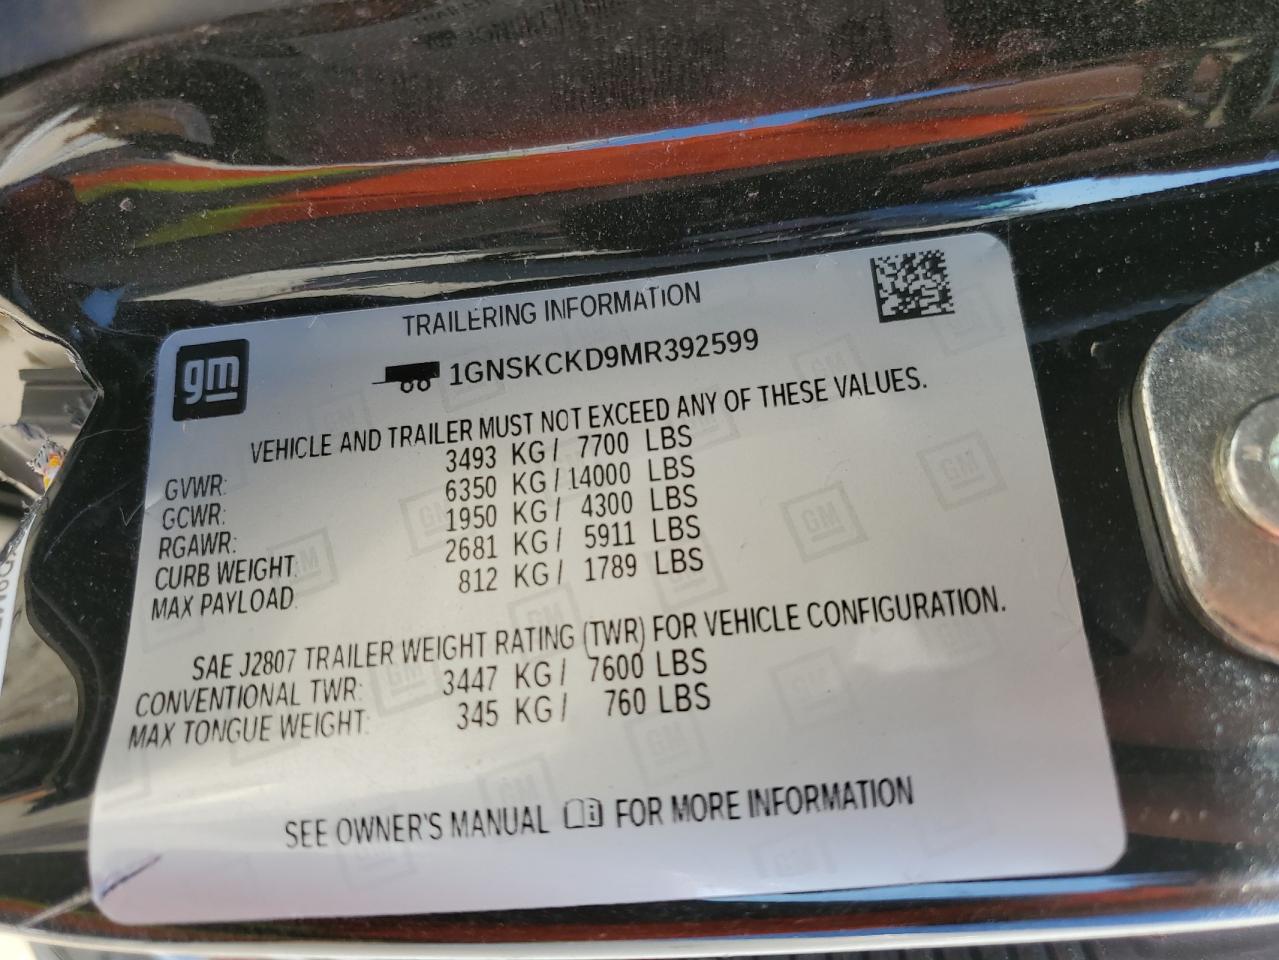 TRAILERING INFORMATION
gm
1GNSKCKD9MR392599
VEHICLE AND TRAILER MUST NOT EXCEED ANY OF THESE VALUES.
GVWR: 3493 KG/ 7700 LBS
GCWR: 6350 KG/14000 LBS
RGAWR: 1950 KG/ 4300 LBS
CURB WEIGHT: 2681 KG/ 5911 LBS
MAX PAYLOAD: 812 KG/ 1789 LBS
SAE J2807 TRAILER WEIGHT RATING (TWR) FOR VEHICLE CONFIGURATION.
CONVENTIONAL TWR: 3447 KG/ 7600 LBS
MAX TONGUE WEIGHT: 345 KG/ 760 LBS
SEE OWNER'S MANUAL i FOR MORE INFORMATION